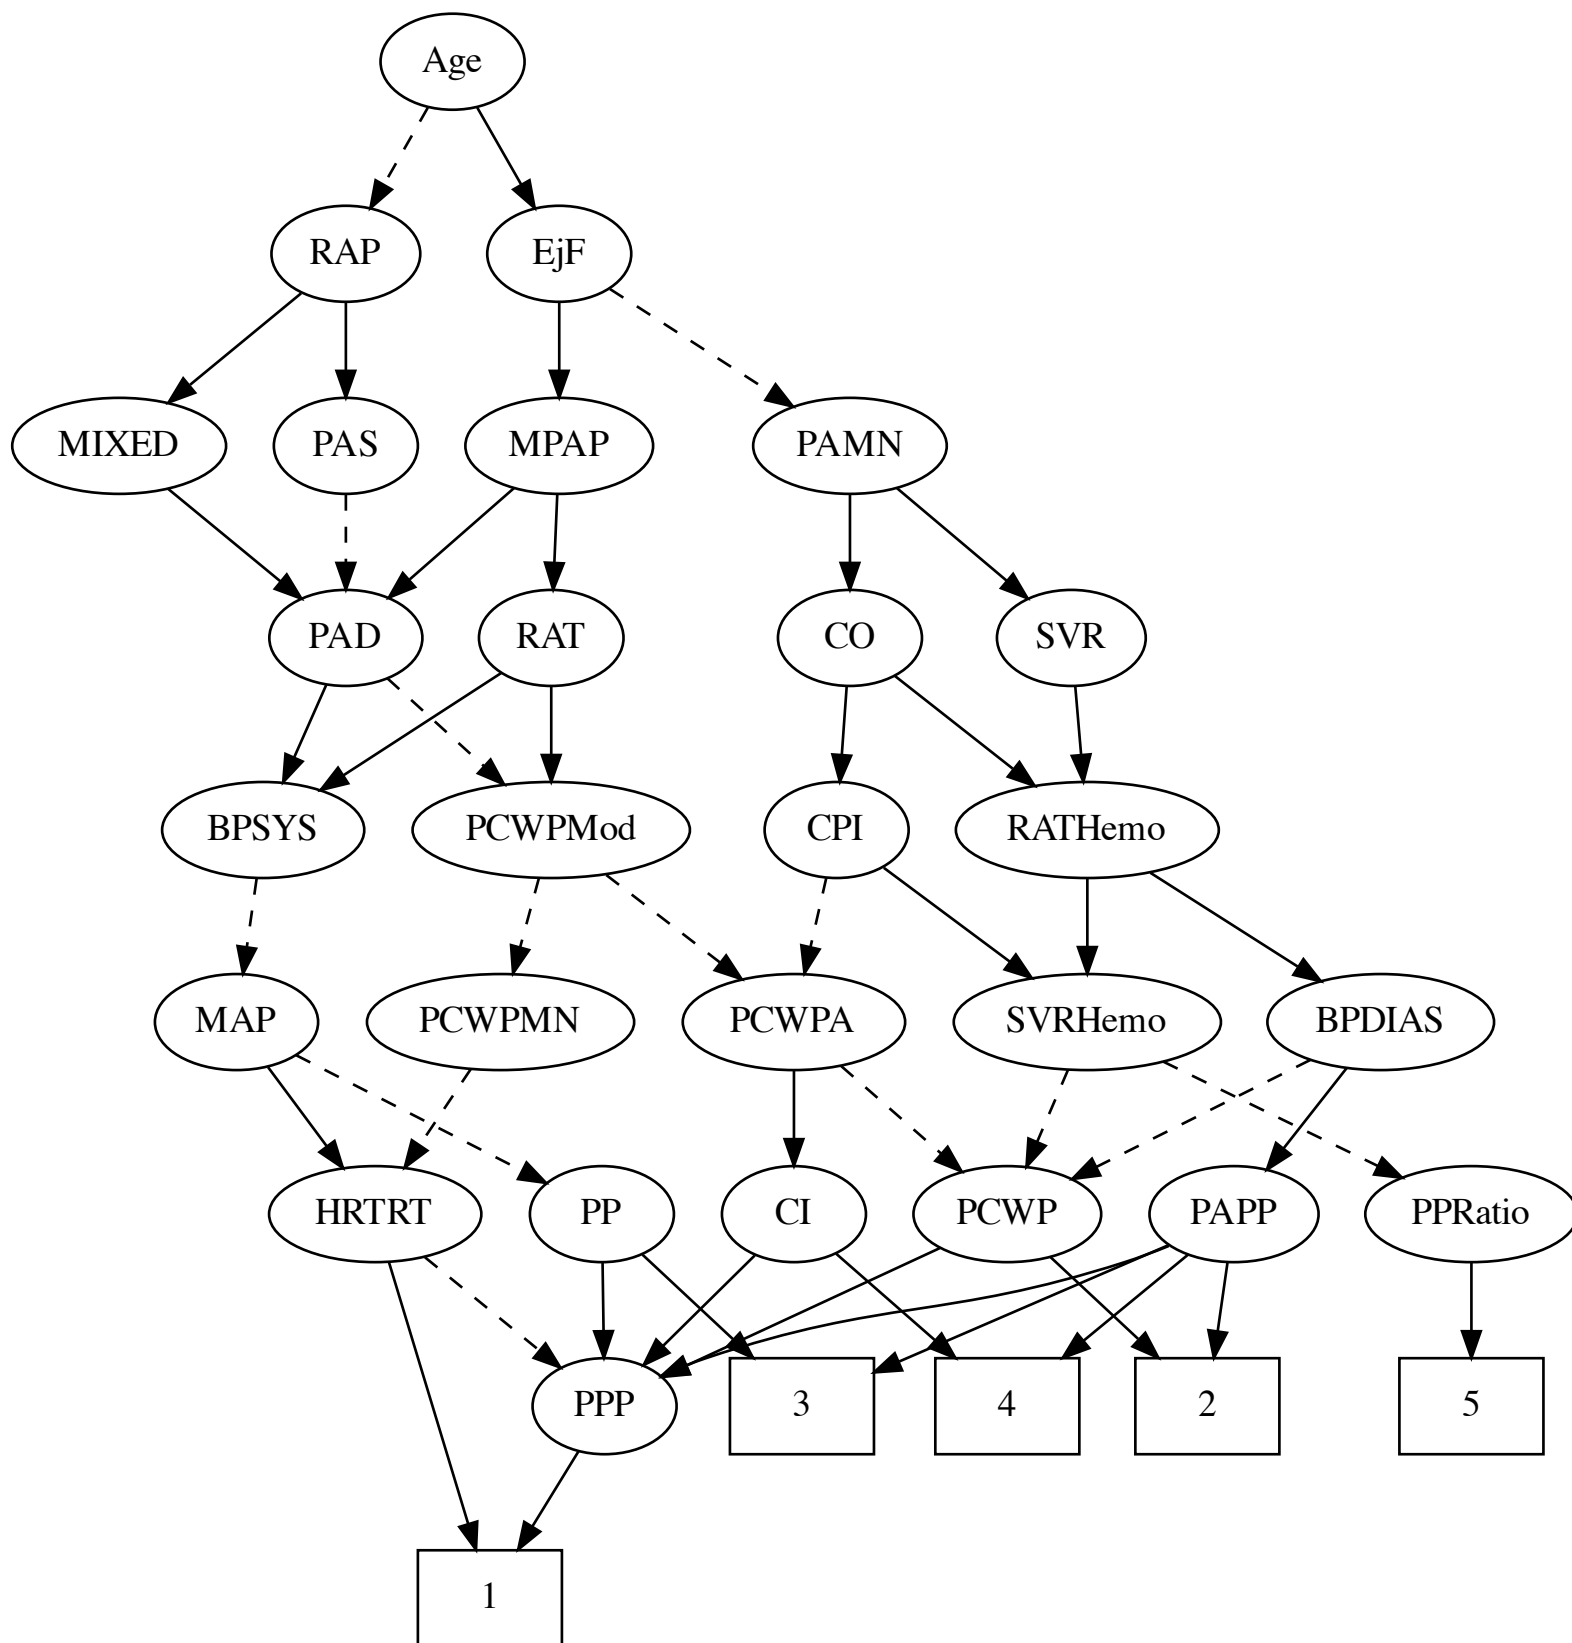 Age
RAP
EjF
MIXED
PAS
MPAP
PAMN
PAD
RAT
CO
SVR
BPSYS
PCWPMod
CPI
RATHemo
MAP
PCWPMN
PCWPA
SVRHemo
BPDIAS
HRTRT
PP
CI
PCWP
PAPP
PPRatio
PPP
3
4
2
5
1